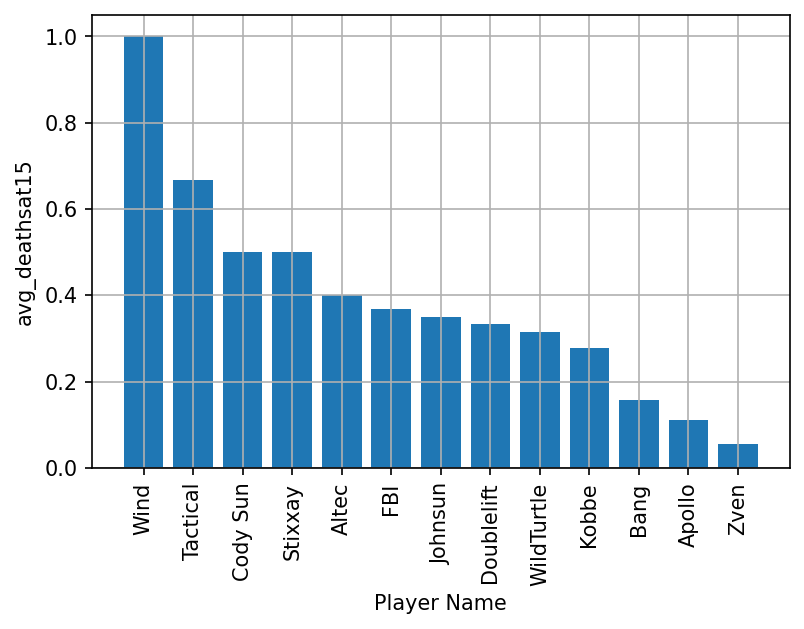 1.0
0.8
0.6
0.4
0.2
0.0
avg_deathsat15
Wind
Tactical
Cody Sun
Stixxay
Altec
FBI
Johnsun
Doublelift
WildTurtle
Kobbe
Bang
Apollo
Zven
Player Name